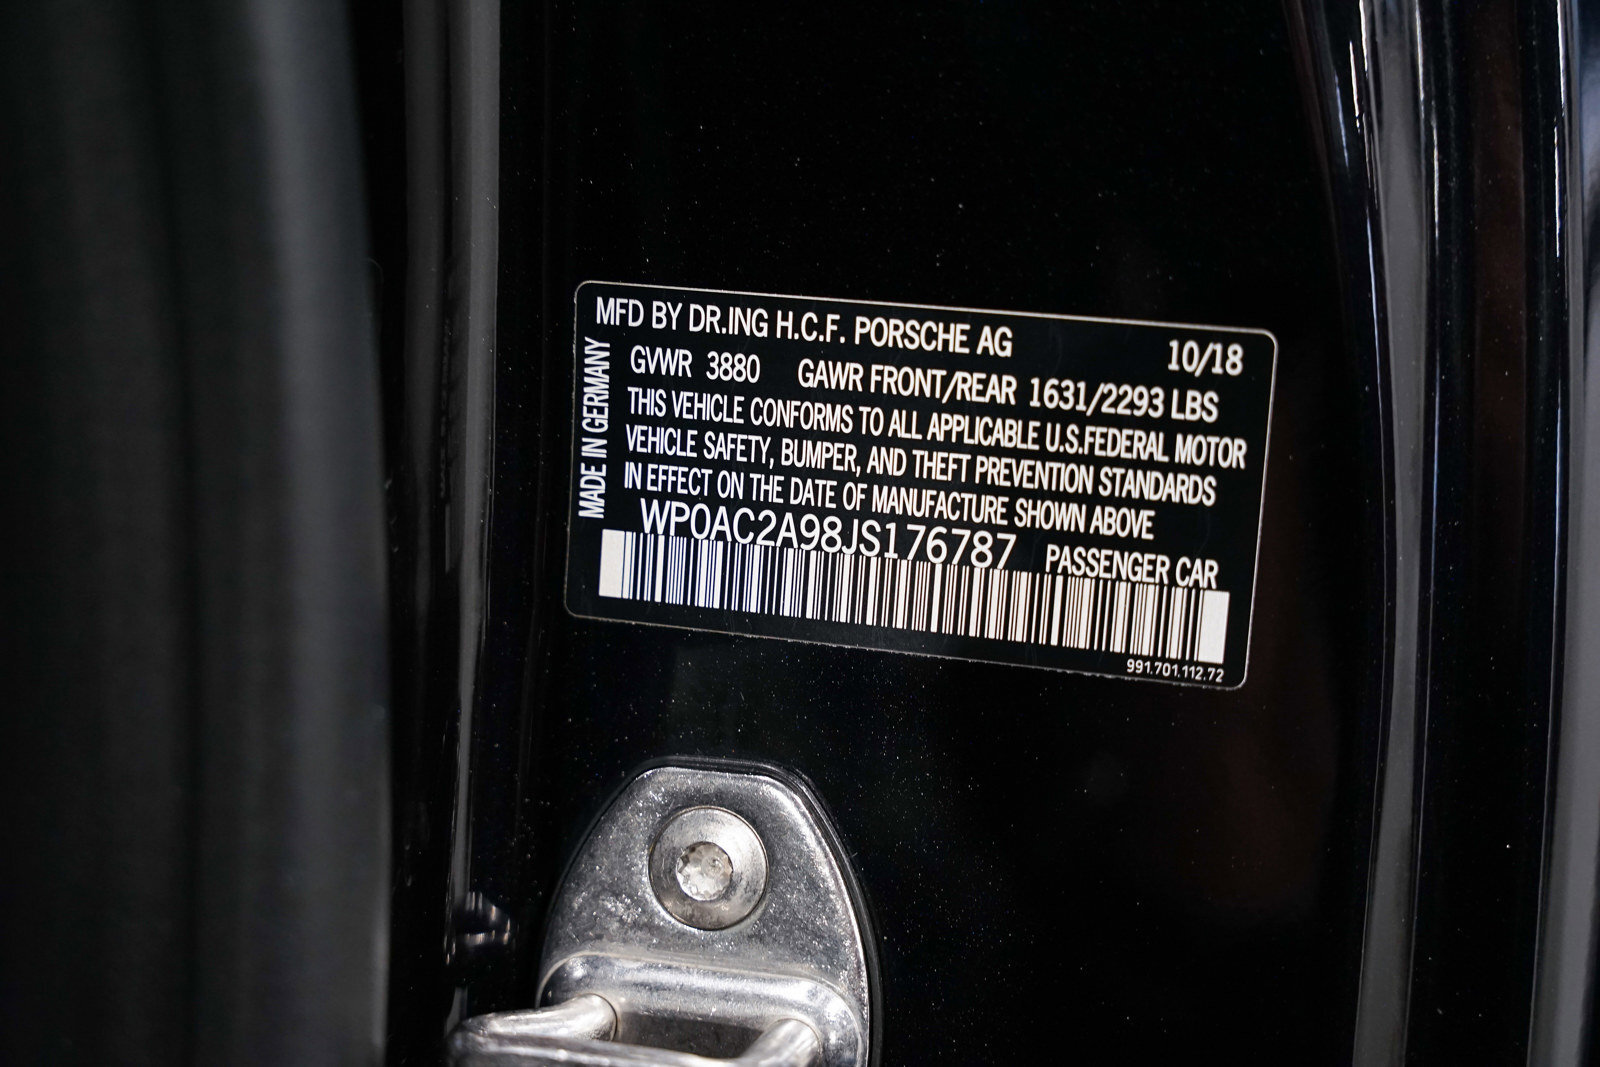 MFD BY DR.ING H.C.F. PORSCHE AG 10/18
GVWR 3880 GAWR FRONT/REAR 1631/2293 LBS
THIS VEHICLE CONFORMS TO ALL APPLICABLE U.S.FEDERAL MOTOR
VEHICLE SAFETY, BUMPER, AND THEFT PREVENTION STANDARDS
IN EFFECT ON THE DATE OF MANUFACTURE SHOWN ABOVE
WP0AC2A98JS176787 PASSENGER CAR
991.701.112.72
MADE IN GERMANY